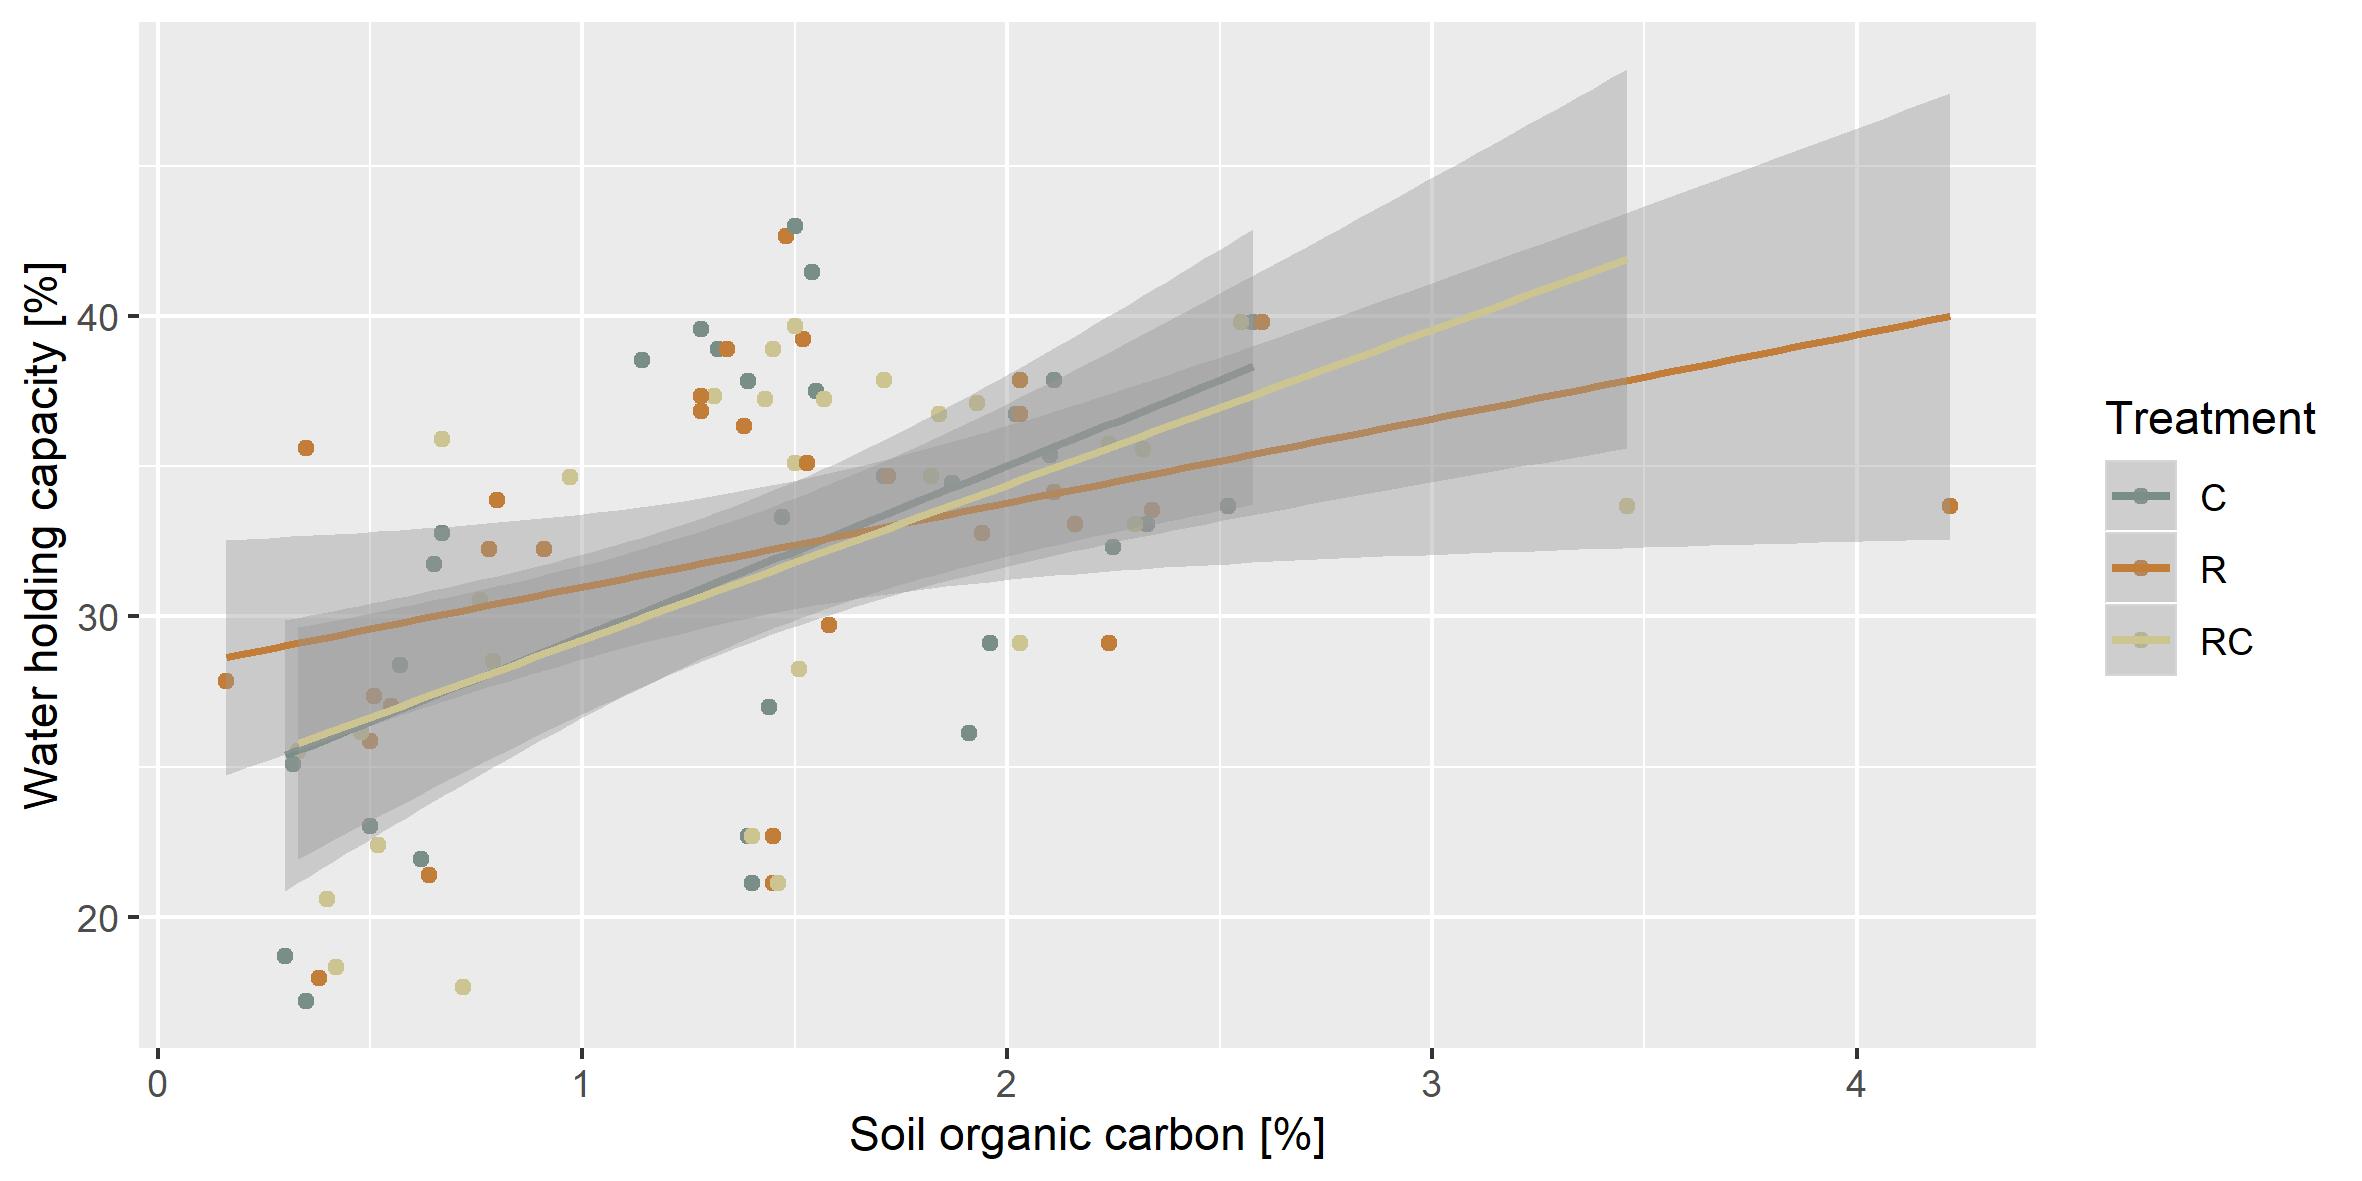 Water holding capacity [%]
40
30
20
0 1 2 3 4
Soil organic carbon [%]
Treatment
C
R
RC